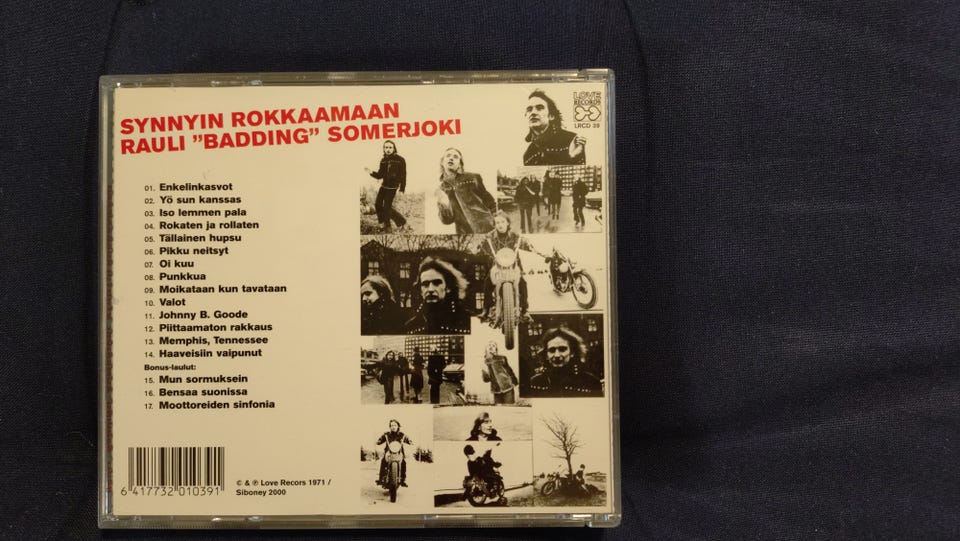 SYNNYIN ROKKAAMAAN
RAULI ”BADDING” SOMERJOKI
LOVE
RECORDS
LRCD 39
01. Enkelinkasvot
02. Yö sun kanssas
03. Iso lemmen pala
04. Rokaten ja rollaten
05. Tällainen hupsu
06. Pikku neitsyt
07. Oi kuu
08. Punkkua
09. Moikataan kun tavataan
10. Valot
11. Johnny B. Goode
12. Piittaamaton rakkaus
13. Memphis, Tennessee
14. Haaveisiin vaipunut
Bonus-laulut:
15. Mun sormuksein
16. Bensaa suonissa
17. Moottoreiden sinfonia
6 417732 010391
© & ℗ Love Recors 1971 /
Siboney 2000